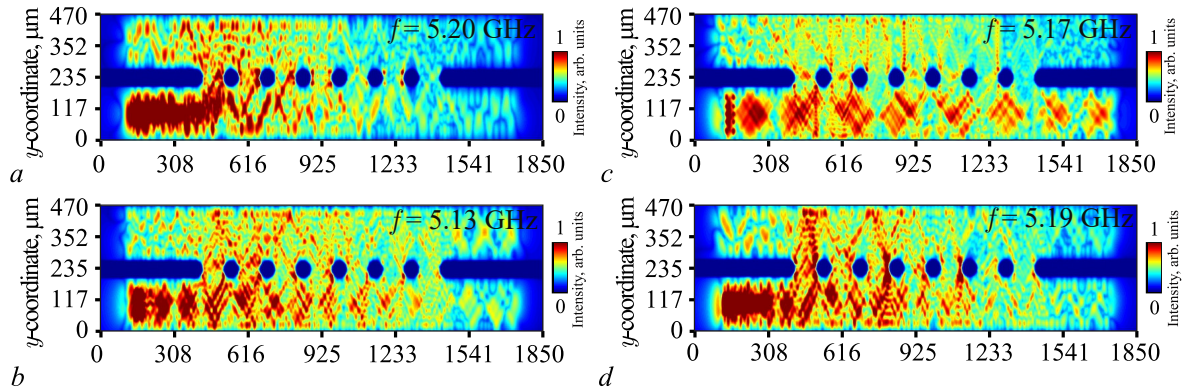 470
352
235
117
0
y-coordinate, µm
f = 5.20 GHz
1
0
Intensity, arb. units
0 308 616 925 1233 1541 1850
a
470
352
235
117
0
y-coordinate, µm
f = 5.17 GHz
1
0
Intensity, arb. units
0 308 616 925 1233 1541 1850
c
470
352
235
117
0
y-coordinate, µm
f = 5.13 GHz
1
0
Intensity, arb. units
0 308 616 925 1233 1541 1850
b
470
352
235
117
0
y-coordinate, µm
f = 5.19 GHz
1
0
Intensity, arb. units
0 308 616 925 1233 1541 1850
d